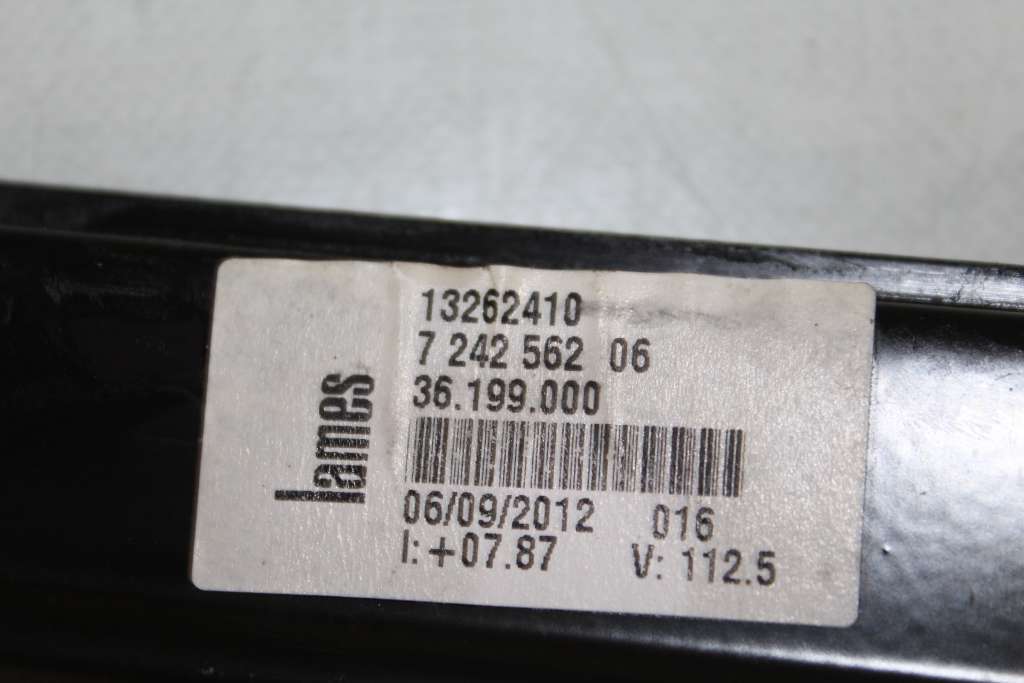 13262410
7 242 562 06
36.199.000
lames
06/09/2012 016
I: +07.87 V: 112.5